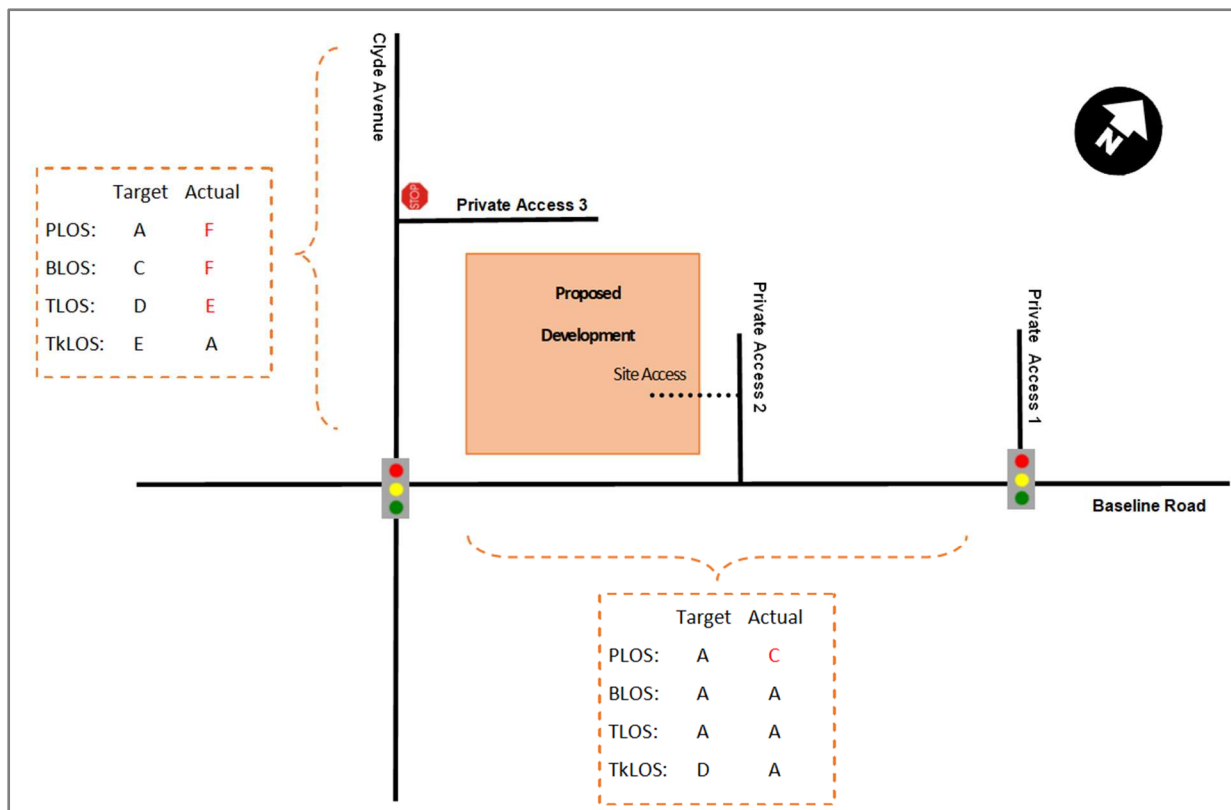 Clyde Avenue
N
STOP
Private Access 3
Target Actual
PLOS: A F
BLOS: C F
TLOS: D E
TkLOS: E A
Proposed
Development
Site Access
Private Access 2
Private Access 1
Baseline Road
Target Actual
PLOS: A C
BLOS: A A
TLOS: A A
TkLOS: D A